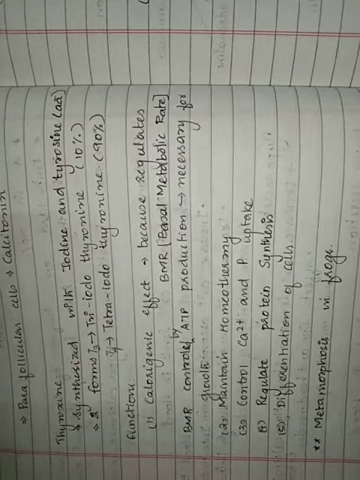 ⇒ Para follicular cells → Calcitonin
Thyroxine
⇒ Synthesized with Iodine and tyrosine (aa)
⇒ 2 forms T3 → Tri-iodo thyronine (10%)
T4 → Tetra-iodo thyronine (90%)
Function
(1) Calorigenic effect → because regulates
BMR [Basal Metabolic Rate]
BMR controled by ATP production → necessary for
growth
(2) Maintain Homeothermy
(3) Control Ca2+ and P uptake
(4) Regulate protein Synthesis
(5) Differentiation of cells
** Metamorphosis in frogs.